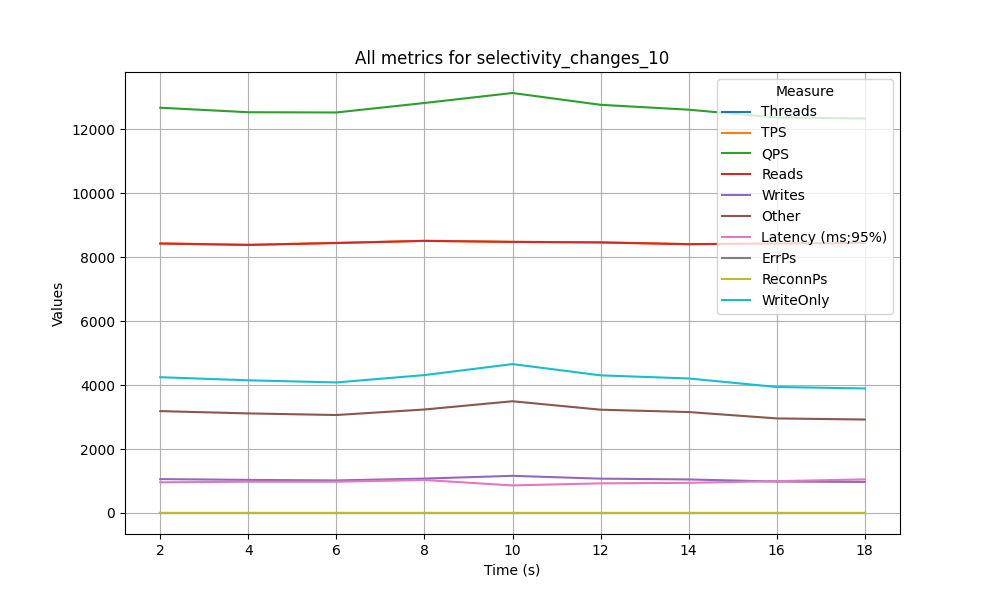 All metrics for selectivity_changes_10
Measure
Threads
TPS
QPS
Reads
Writes
Other
Latency (ms;95%)
ErrPs
ReconnPs
WriteOnly
12000
10000
8000
6000
4000
2000
0
Values
2 4 6 8 10 12 14 16 18
Time (s)